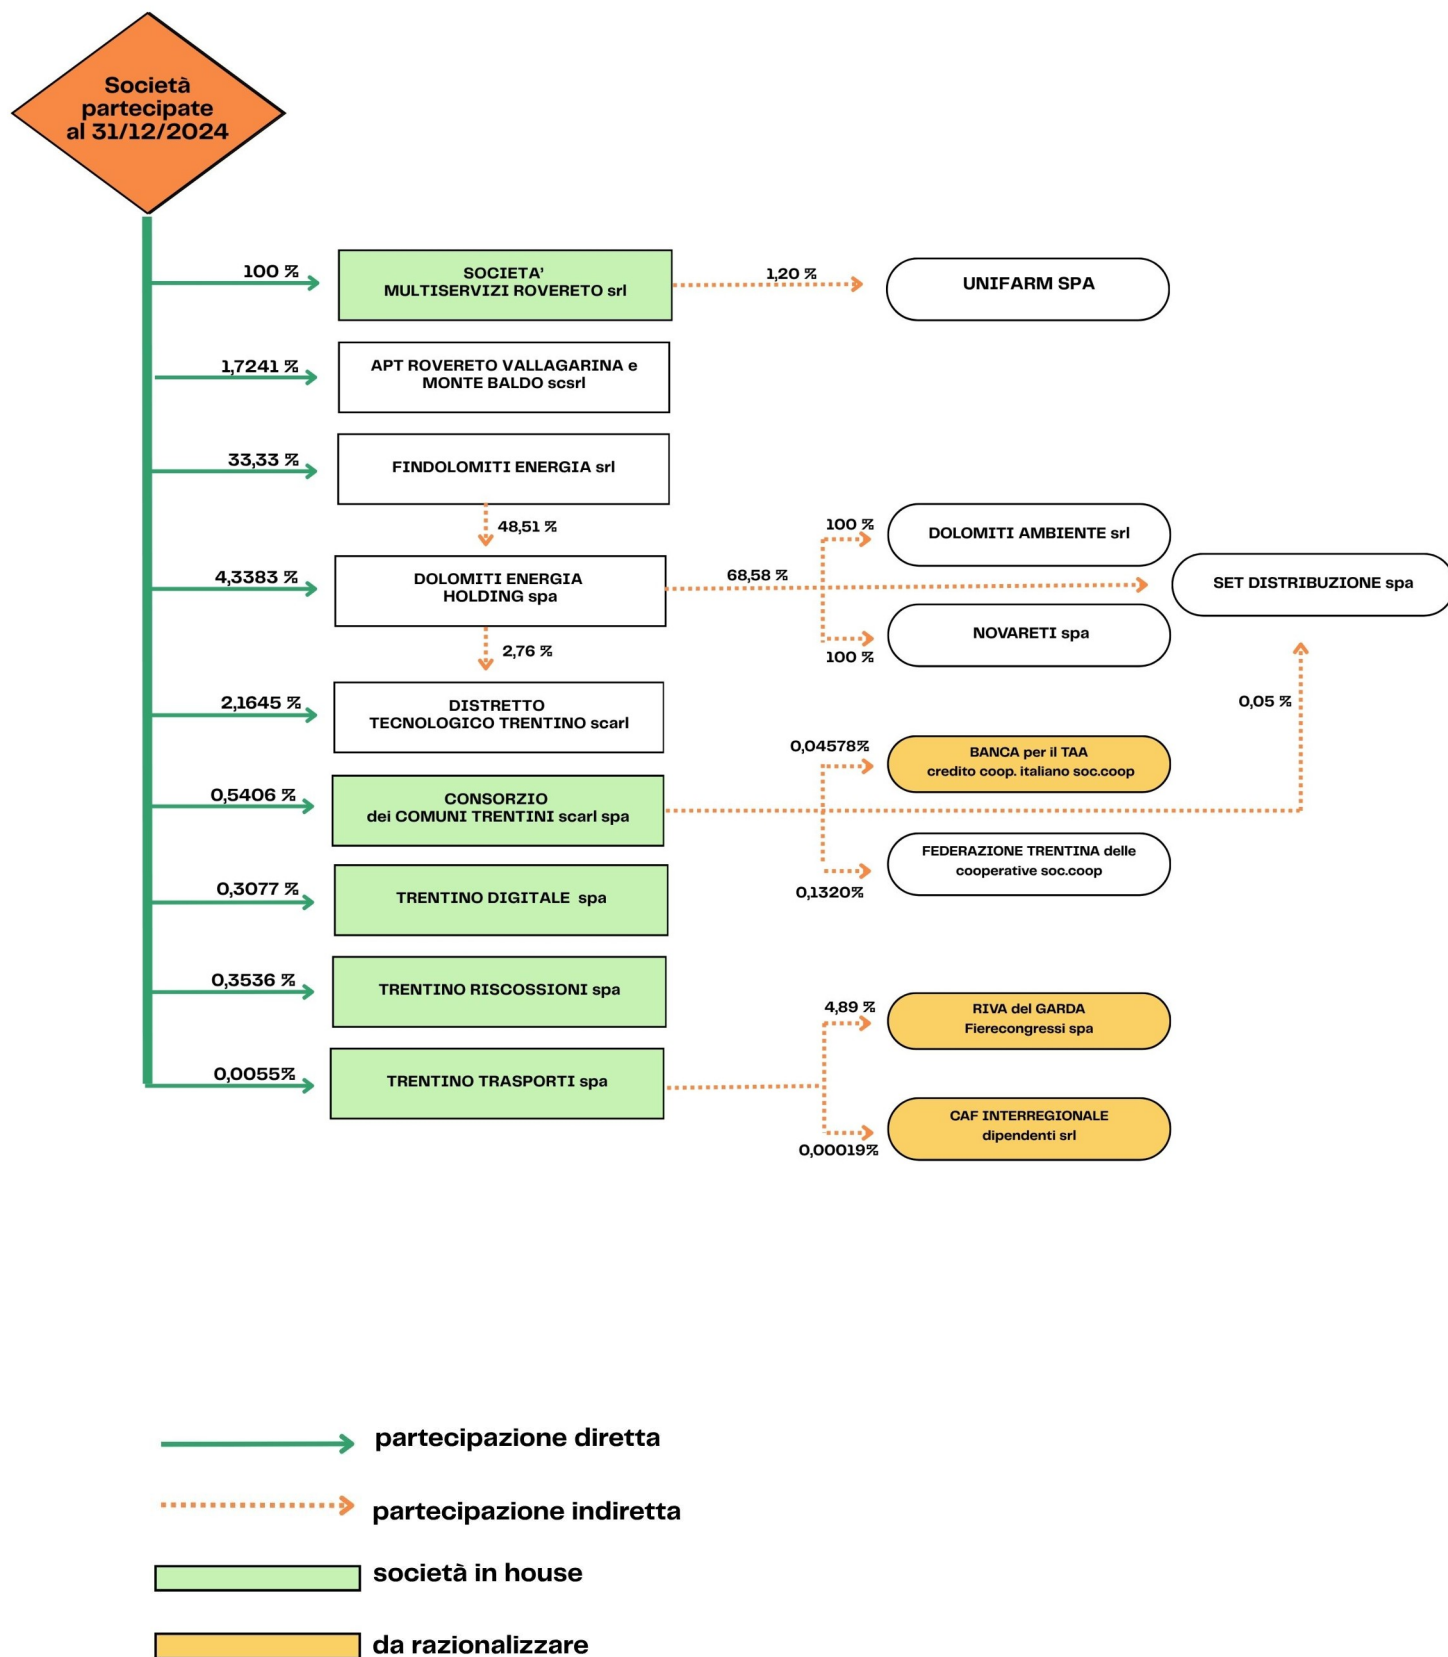 Società
partecipate
al 31/12/2024
100 %
SOCIETA'
MULTISERVIZI ROVERETO srl
1,20 %
UNIFARM SPA
1,7241 %
APT ROVERETO VALLAGARINA e
MONTE BALDO scsrl
33,33 %
FINDOLOMITI ENERGIA srl
48,51 %
4,3383 %
DOLOMITI ENERGIA
HOLDING spa
68,58 %
100 %
DOLOMITI AMBIENTE srl
SET DISTRIBUZIONE spa
NOVARETI spa
100 %
2,76 %
2,1645 %
DISTRETTO
TECNOLOGICO TRENTINO scarl
0,05 %
0,5406 %
CONSORZIO
dei COMUNI TRENTINI scarl spa
0,04578%
BANCA per il TAA
credito coop. italiano soc.coop
FEDERAZIONE TRENTINA delle
cooperative soc.coop
0,1320%
0,3077 %
TRENTINO DIGITALE spa
0,3536 %
TRENTINO RISCOSSIONI spa
0,0055%
TRENTINO TRASPORTI spa
4,89 %
RIVA del GARDA
Fierecongressi spa
CAF INTERREGIONALE
dipendenti srl
0,00019%
partecipazione diretta
partecipazione indiretta
società in house
da razionalizzare